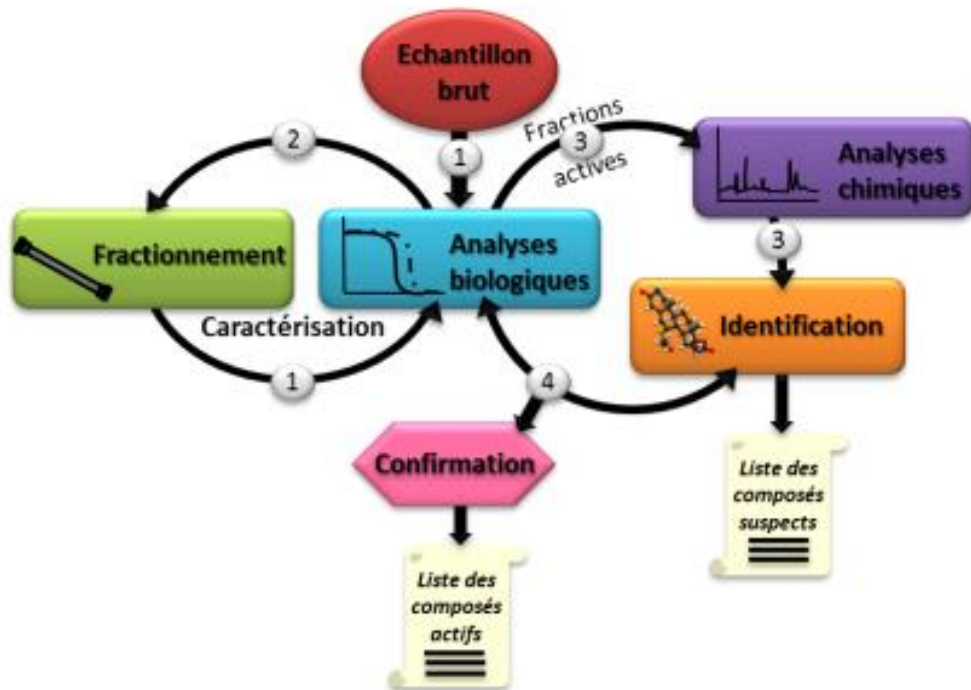 Echantillon
brut
2
1
Fractions
3
actives
Analyses
chimiques
Fractionnement
Analyses
biologiques
3
Caractérisation
Identification
1
4
Confirmation
Liste des
composés
suspects
Liste des
composés
actifs